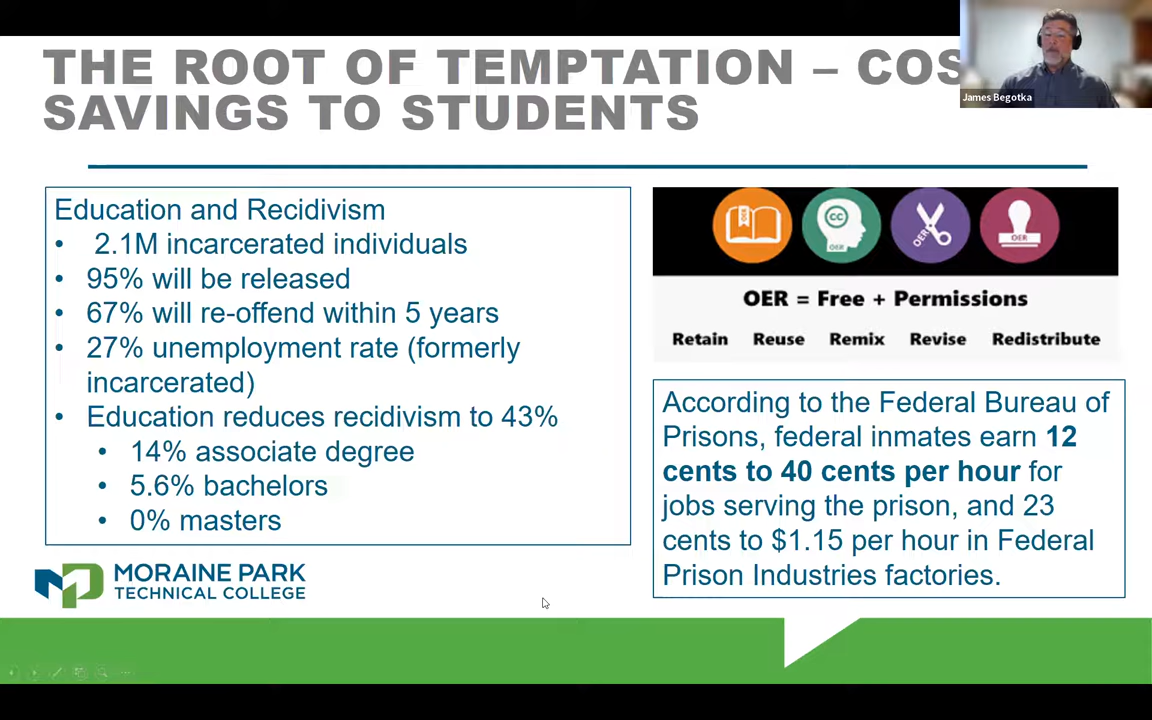 THE ROOT OF TEMPTATION – COS
SAVINGS TO STUDENTS
James Begotka
Education and Recidivism
• 2.1M incarcerated individuals
• 95% will be released
• 67% will re-offend within 5 years
• 27% unemployment rate (formerly
incarcerated)
• Education reduces recidivism to 43%
• 14% associate degree
• 5.6% bachelors
• 0% masters
CC
OER
OER
OER
OER = Free + Permissions
Retain Reuse Remix Revise Redistribute
According to the Federal Bureau of
Prisons, federal inmates earn 12
cents to 40 cents per hour for
jobs serving the prison, and 23
cents to $1.15 per hour in Federal
Prison Industries factories.
MORAINE PARK
TECHNICAL COLLEGE